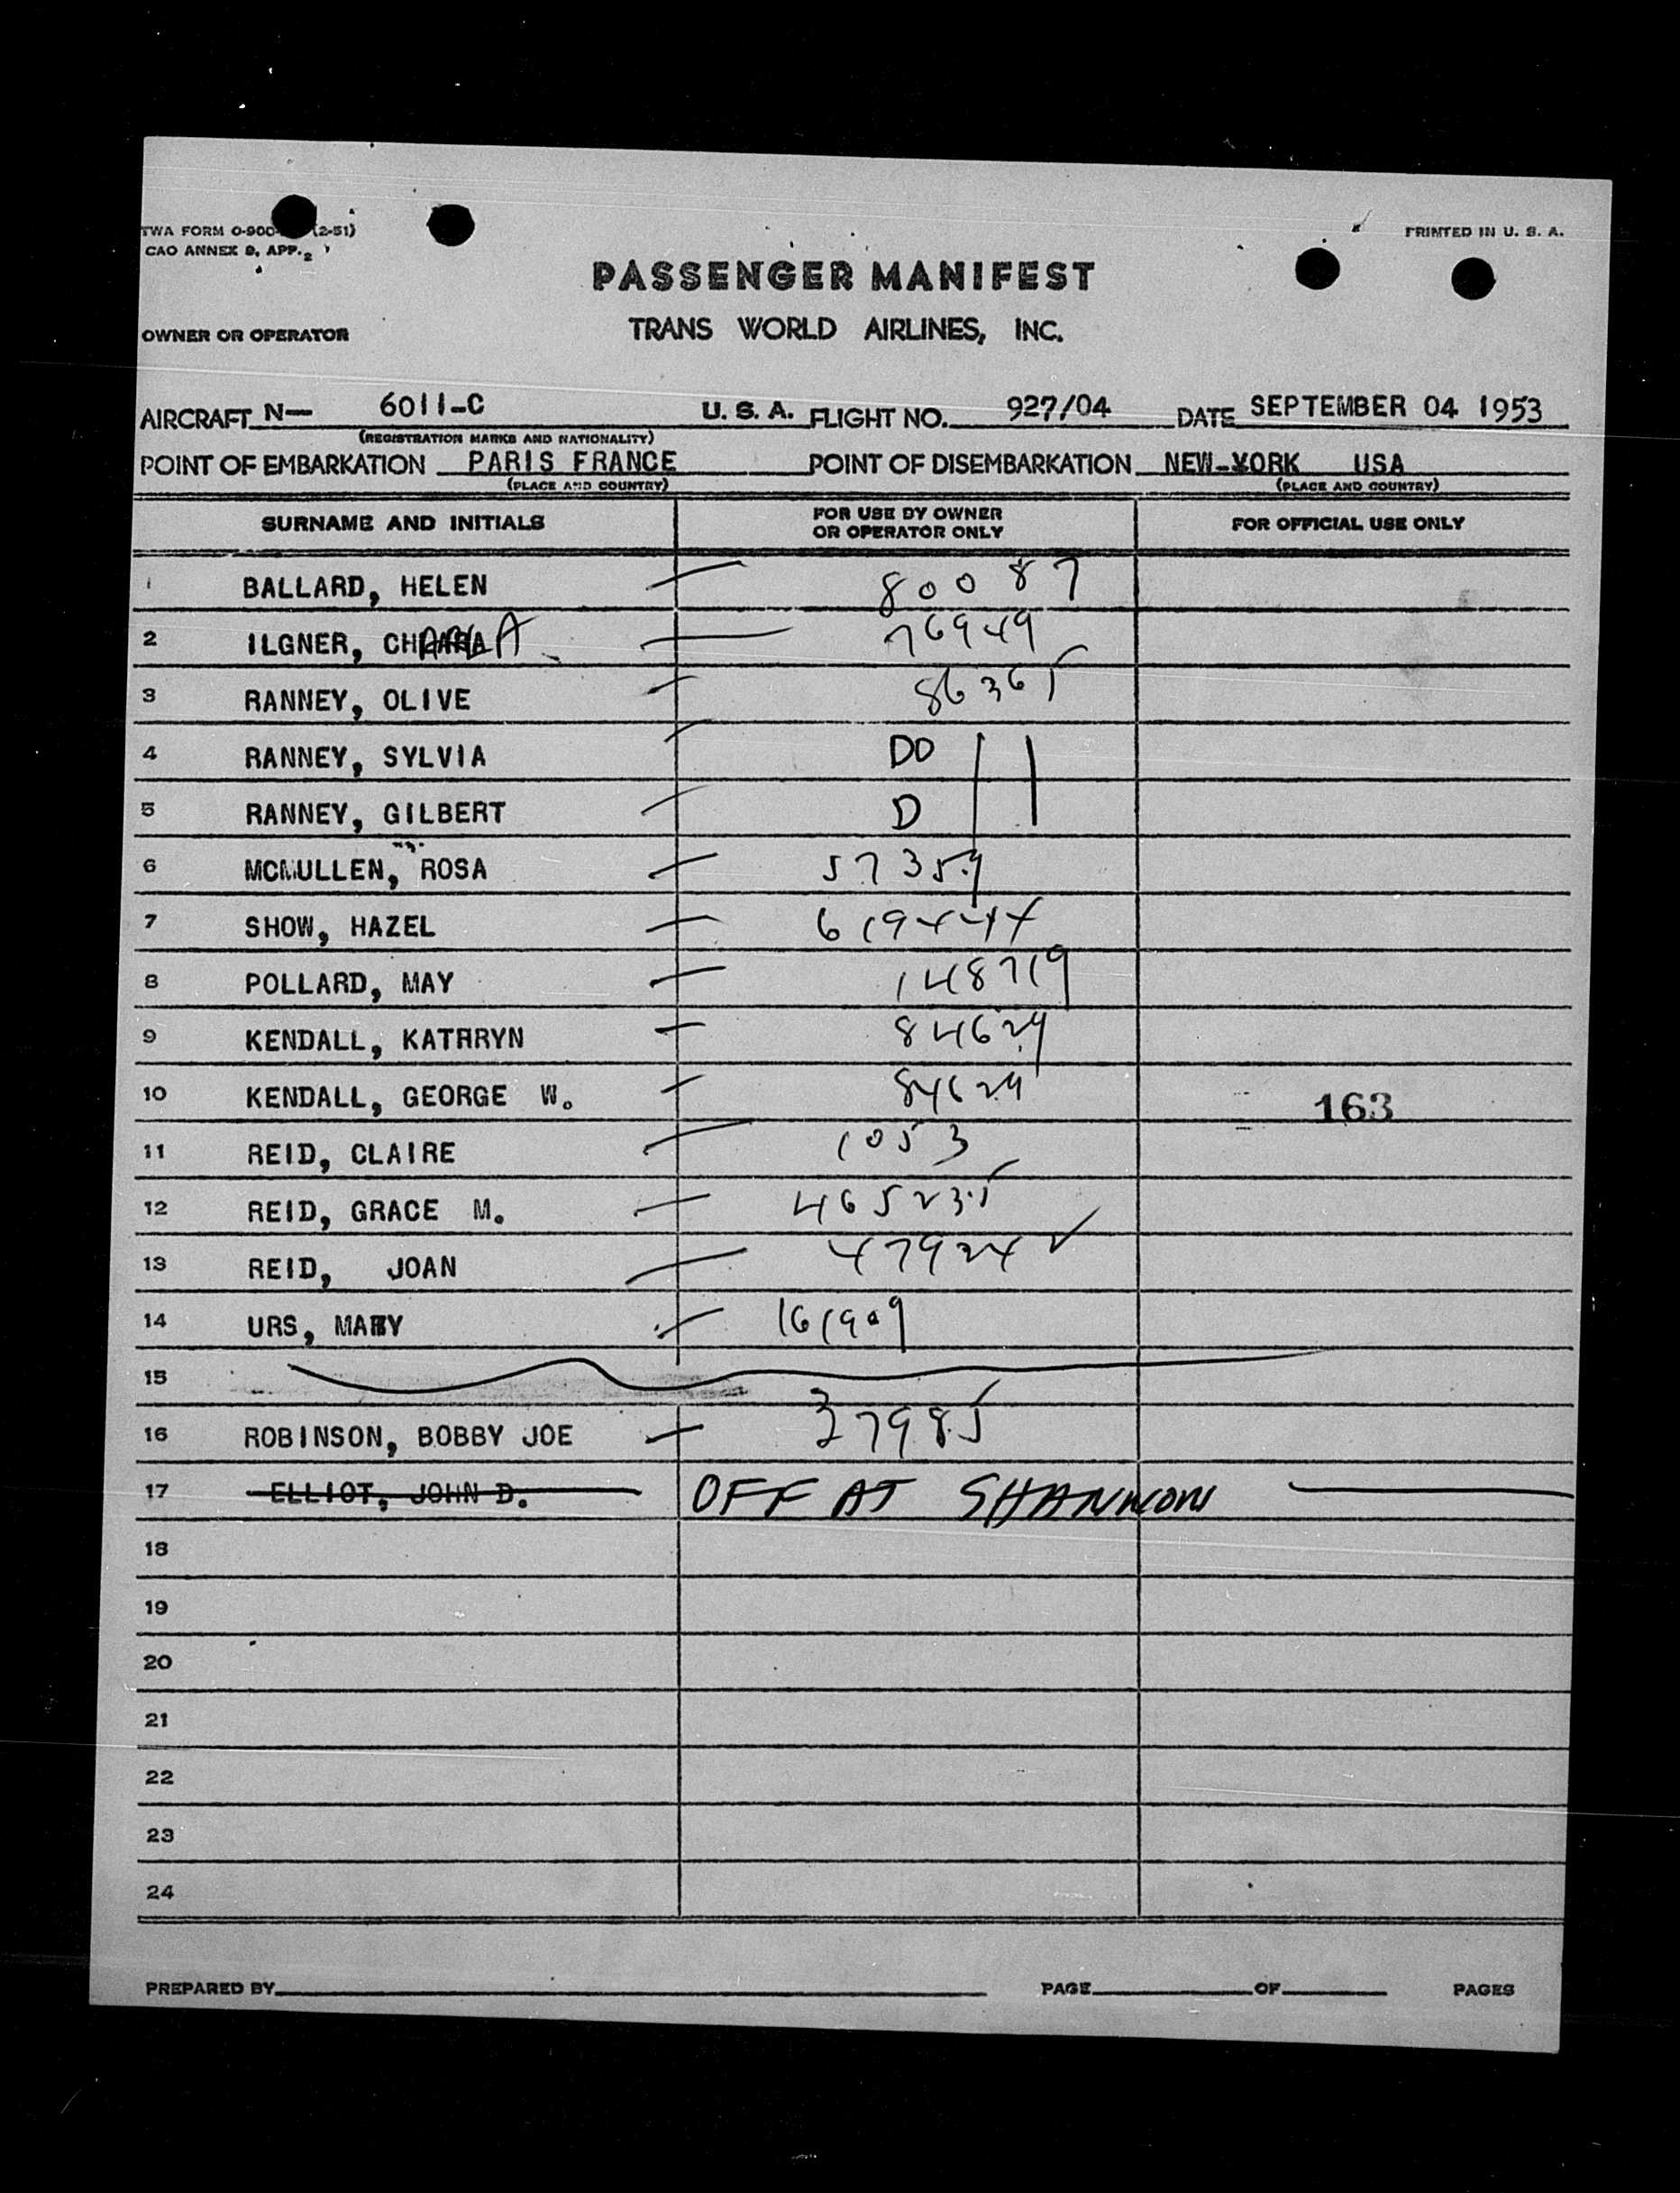 TWA FORM 0-900 (2-51)
CAO ANNEX 9, APP. 2
PRINTED IN U. S. A.
PASSENGER MANIFEST
OWNER OR OPERATOR TRANS WORLD AIRLINES, INC.
AIRCRAFT N— 6011-C U. S. A. FLIGHT NO. 927/04 DATE SEPTEMBER 04 1953
(REGISTRATION MARKS AND NATIONALITY)
POINT OF EMBARKATION PARIS FRANCE POINT OF DISEMBARKATION NEW-YORK USA
(PLACE AND COUNTRY) (PLACE AND COUNTRY)
SURNAME AND INITIALS FOR USE BY OWNER OR OPERATOR ONLY FOR OFFICIAL USE ONLY
1 BALLARD, HELEN 80087
2 ILGNER, 76949
3 RANNEY, OLIVE 86365
4 RANNEY, SYLVIA DO
5 RANNEY, GILBERT D
6 MCMULLEN, ROSA 57359
7 SHOW, HAZEL 619444
8 POLLARD, MAY 148719
9 KENDALL, KATHRYN 84629
10 KENDALL, GEORGE W. 84629 163
11 REID, CLAIRE 1053
12 REID, GRACE M. 465235
13 REID, JOAN 47924
14 URS, MARY 161909
15
16 ROBINSON, BOBBY JOE 37985
17 ELLIOT, JOHN D. OFF AT SHANNON
18
19
20
21
22
23
24
PREPARED BY PAGE OF PAGES